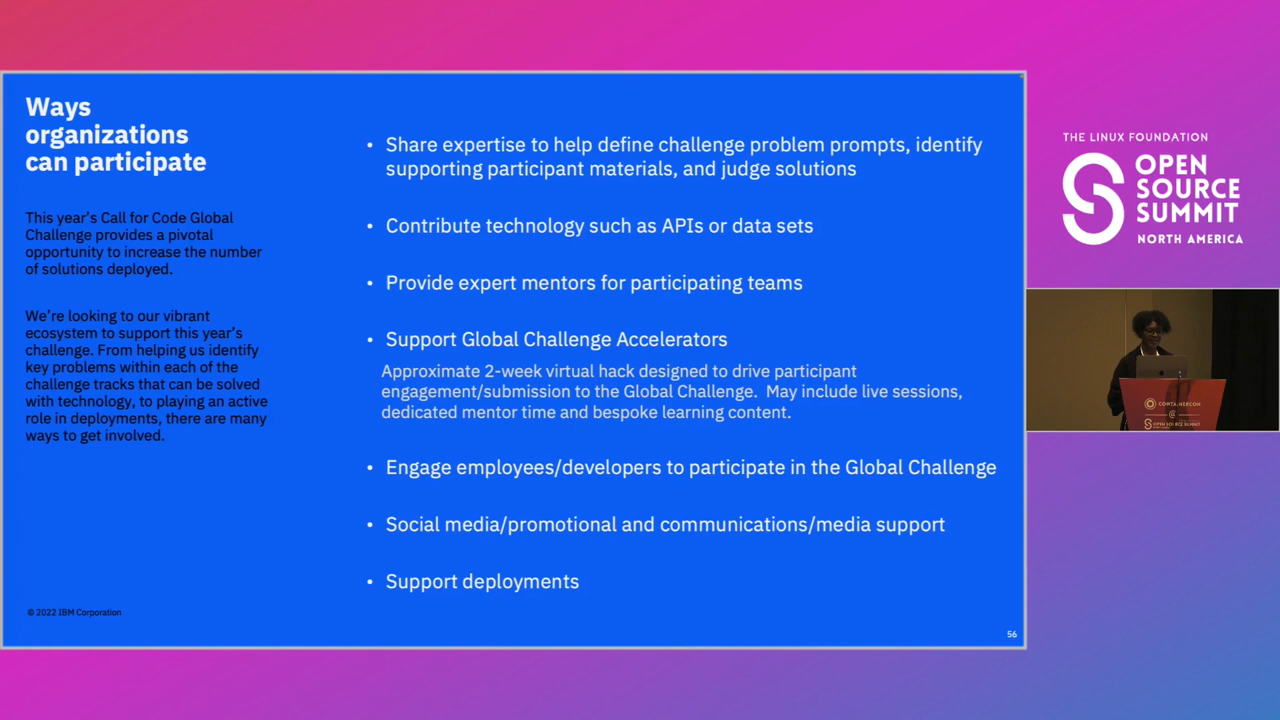 Ways
organizations
can participate
This year's Call for Code Global
Challenge provides a pivotal
opportunity to increase the number
of solutions deployed.
We're looking to our vibrant
ecosystem to support this year's
challenge. From helping us identify
key problems within each of the
challenge tracks that can be solved
with technology, to playing an active
role in deployments, there are many
ways to get involved.
© 2022 IBM Corporation
• Share expertise to help define challenge problem prompts, identify
supporting participant materials, and judge solutions
• Contribute technology such as APIs or data sets
• Provide expert mentors for participating teams
• Support Global Challenge Accelerators
Approximate 2-week virtual hack designed to drive participant
engagement/submission to the Global Challenge.  May include live sessions,
dedicated mentor time and bespoke learning content.
• Engage employees/developers to participate in the Global Challenge
• Social media/promotional and communications/media support
• Support deployments
56
THE LINUX FOUNDATION
OPEN
SOURCE
SUMMIT
NORTH AMERICA
CONTAINERCON
@
OPEN SOURCE SUMMIT